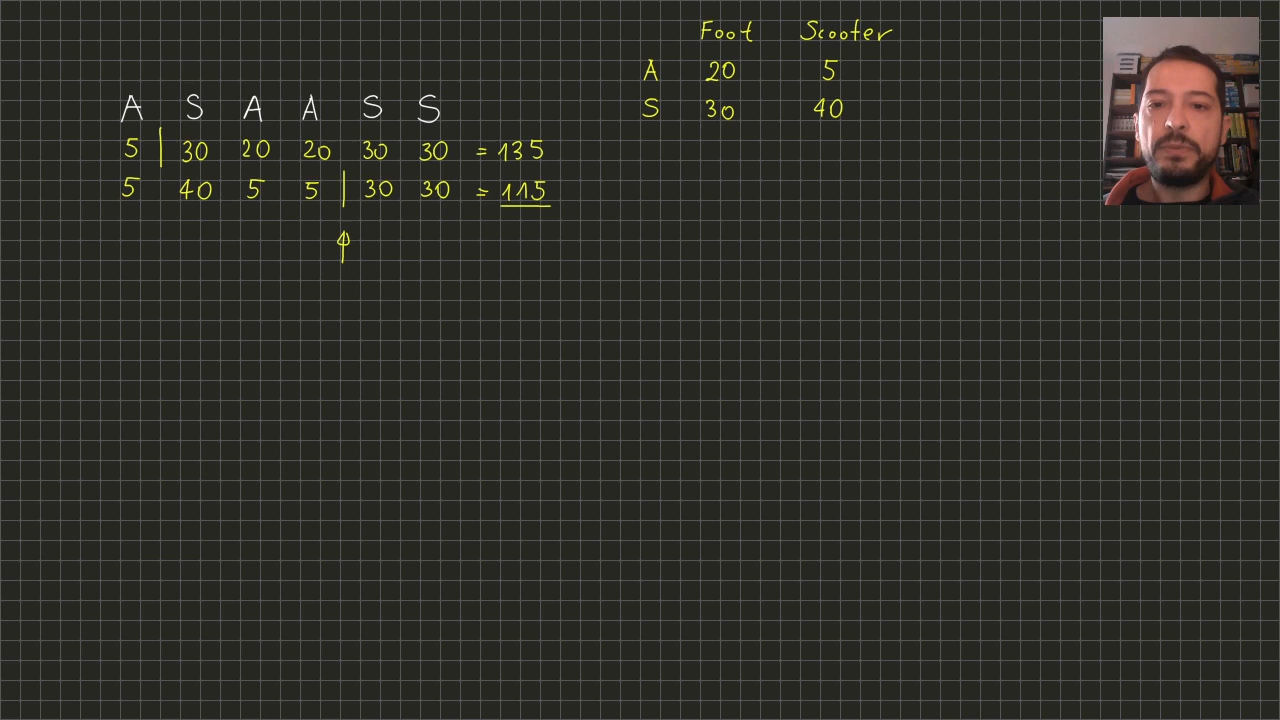 Foot Scooter
A 20 5
S 30 40
A S A A S S
5 | 30 20 20 30 30 = 135
5 40 5 5 | 30 30 = 115